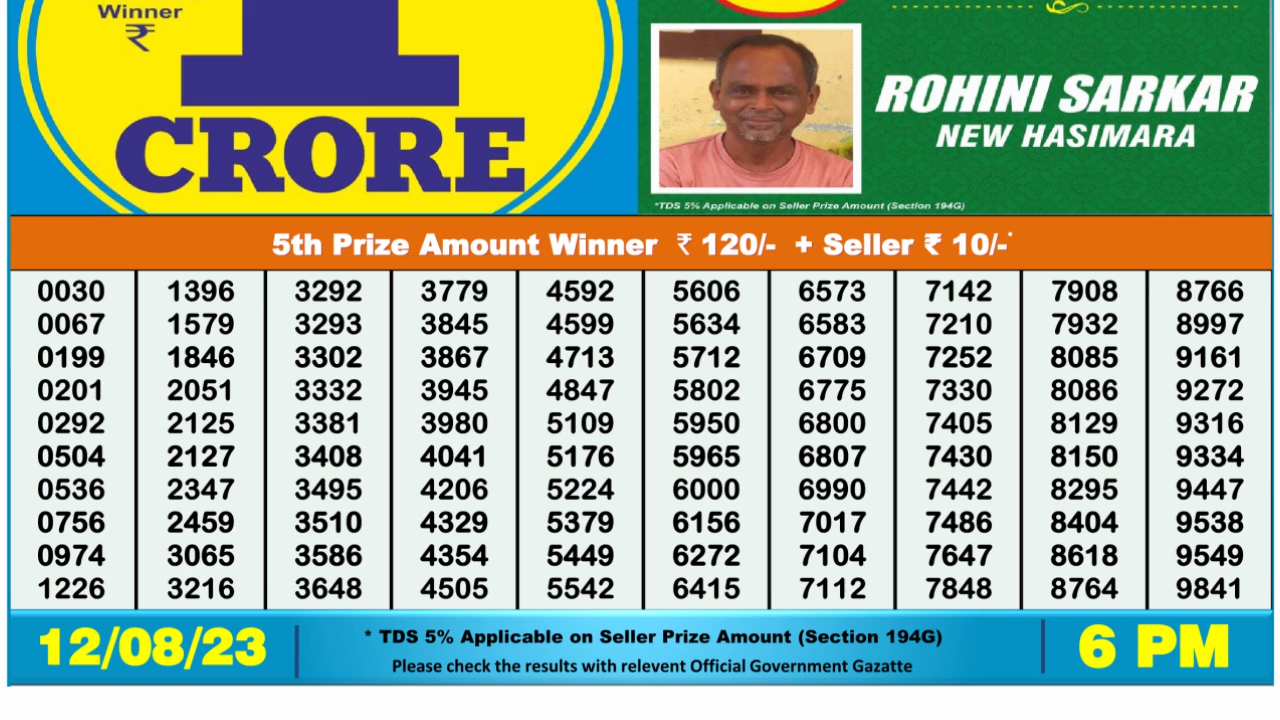 Winner
₹
1
CRORE
ROHINI SARKAR
NEW HASIMARA
*TDS 5% Applicable on Seller Prize Amount (Section 194G)
5th Prize Amount Winner ₹ 120/- + Seller ₹ 10/-*
0030 1396 3292 3779 4592 5606 6573 7142 7908 8766
0067 1579 3293 3845 4599 5634 6583 7210 7932 8997
0199 1846 3302 3867 4713 5712 6709 7252 8085 9161
0201 2051 3332 3945 4847 5802 6775 7330 8086 9272
0292 2125 3381 3980 5109 5950 6800 7405 8129 9316
0504 2127 3408 4041 5176 5965 6807 7430 8150 9334
0536 2347 3495 4206 5224 6000 6990 7442 8295 9447
0756 2459 3510 4329 5379 6156 7017 7486 8404 9538
0974 3065 3586 4354 5449 6272 7104 7647 8618 9549
1226 3216 3648 4505 5542 6415 7112 7848 8764 9841
12/08/23
* TDS 5% Applicable on Seller Prize Amount (Section 194G)
Please check the results with relevent Official Government Gazatte
6 PM